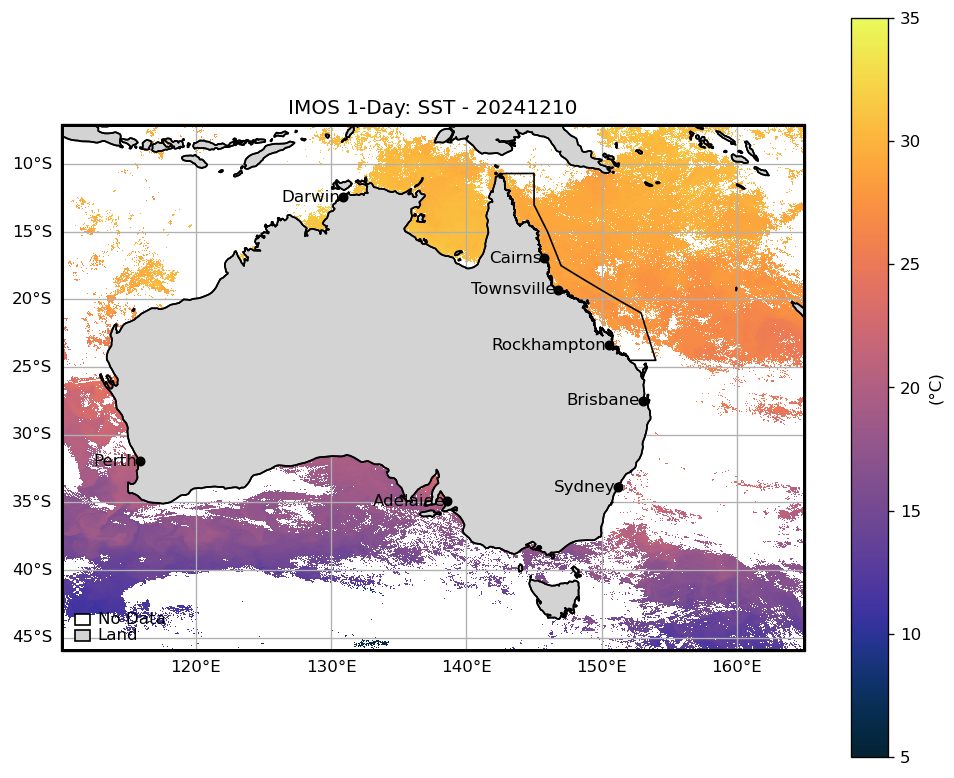 IMOS 1-Day: SST - 20241210
35
30
25
20
15
10
5
(°C)
10°S
15°S
20°S
25°S
30°S
35°S
40°S
45°S
Darwin
Cairns
Townsville
Rockhampton
Brisbane
Perth
Sydney
Adelaide
No Data
Land
120°E
130°E
140°E
150°E
160°E